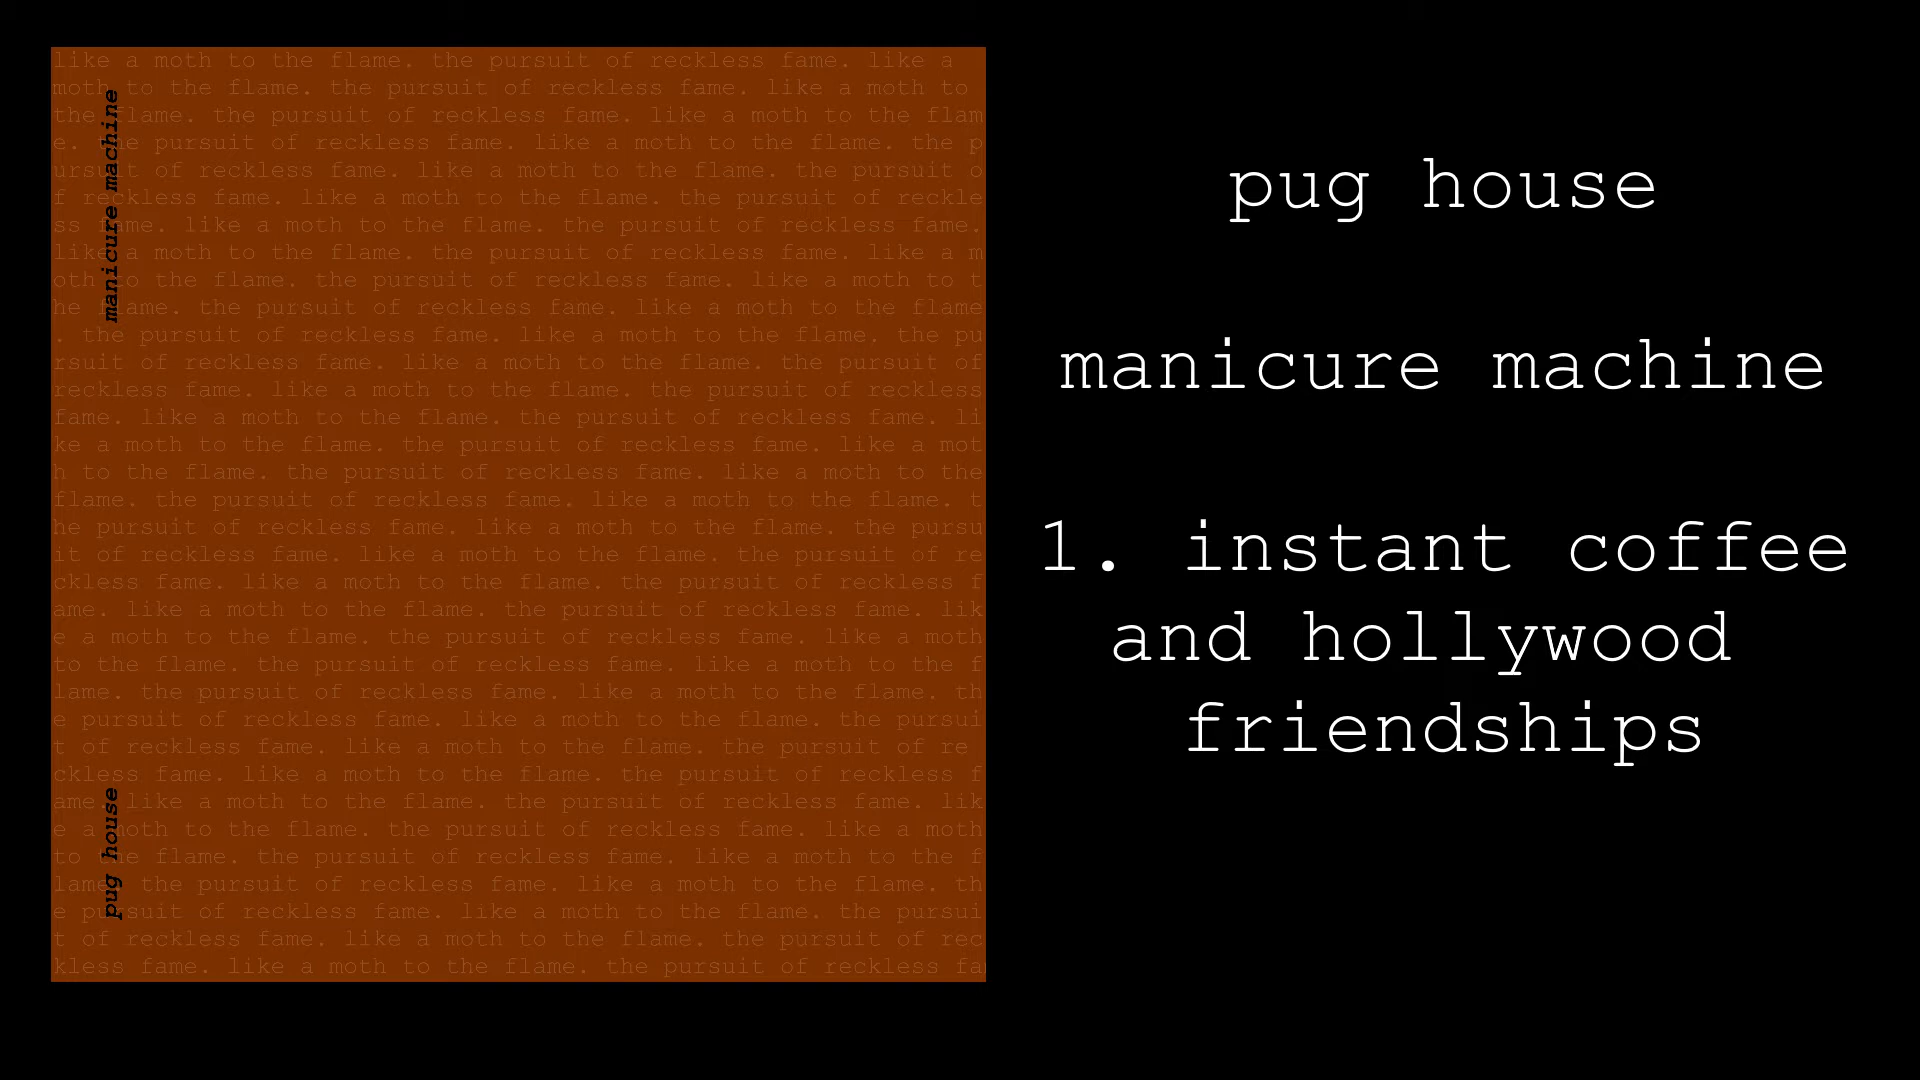 like a moth to the flame. the pursuit of reckless fame. like a
moth to the flame. the pursuit of reckless fame. like a moth to
the flame. the pursuit of reckless fame. like a moth to the flam
e. the pursuit of reckless fame. like a moth to the flame. the p
ursuit of reckless fame. like a moth to the flame. the pursuit o
f reckless fame. like a moth to the flame. the pursuit of reckle
ss fame. like a moth to the flame. the pursuit of reckless fame.
like a moth to the flame. the pursuit of reckless fame. like a m
oth to the flame. the pursuit of reckless fame. like a moth to t
he flame. the pursuit of reckless fame. like a moth to the flame
. the pursuit of reckless fame. like a moth to the flame. the pu
rsuit of reckless fame. like a moth to the flame. the pursuit of
reckless fame. like a moth to the flame. the pursuit of reckless
fame. like a moth to the flame. the pursuit of reckless fame. li
ke a moth to the flame. the pursuit of reckless fame. like a mot
h to the flame. the pursuit of reckless fame. like a moth to the
flame. the pursuit of reckless fame. like a moth to the flame. t
he pursuit of reckless fame. like a moth to the flame. the pursu
it of reckless fame. like a moth to the flame. the pursuit of re
ckless fame. like a moth to the flame. the pursuit of reckless f
ame. like a moth to the flame. the pursuit of reckless fame. lik
e a moth to the flame. the pursuit of reckless fame. like a moth
to the flame. the pursuit of reckless fame. like a moth to the f
lame. the pursuit of reckless fame. like a moth to the flame. th
e pursuit of reckless fame. like a moth to the flame. the pursui
t of reckless fame. like a moth to the flame. the pursuit of re
ckless fame. like a moth to the flame. the pursuit of reckless f
ame. like a moth to the flame. the pursuit of reckless fame. lik
e a moth to the flame. the pursuit of reckless fame. like a moth
to the flame. the pursuit of reckless fame. like a moth to the f
lame. the pursuit of reckless fame. like a moth to the flame. th
e pursuit of reckless fame. like a moth to the flame. the pursui
t of reckless fame. like a moth to the flame. the pursuit of rec
kless fame. like a moth to the flame. the pursuit of reckless fa
manicure machine
pug house
pug house
manicure machine
1. instant coffee
and hollywood
friendships